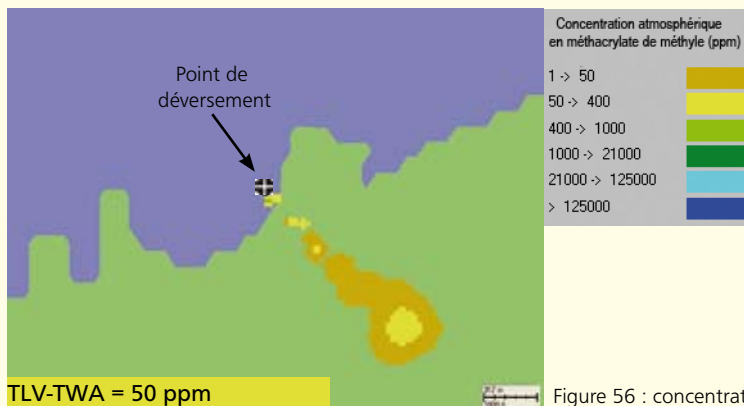 Point de
déversement
Concentration atmosphérique
en méthacrylate de méthyle (ppm)
1 -> 50
50 -> 400
400 -> 1000
1000 -> 21000
21000 -> 125000
> 125000
TLV-TWA = 50 ppm
Figure 56 : concentrat